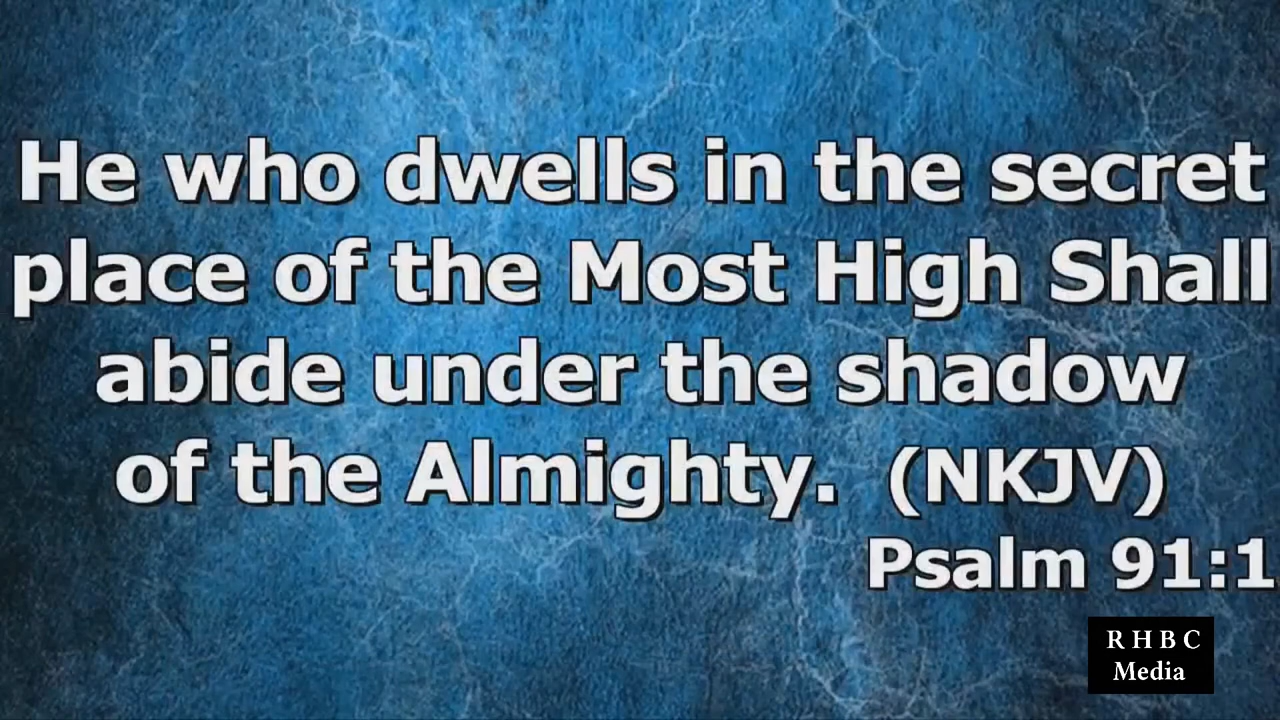 He who dwells in the secret
place of the Most High Shall
abide under the shadow
of the Almighty. (NKJV)
Psalm 91:1
RHBC
Media